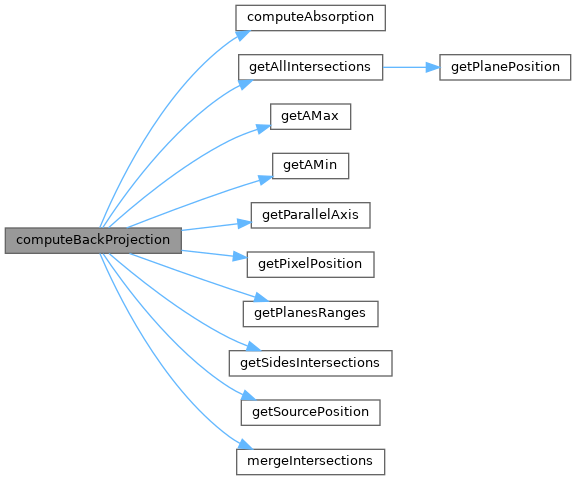 computeBackProjection
computeAbsorption
getAllIntersections
getPlanePosition
getAMax
getAMin
getParallelAxis
getPixelPosition
getPlanesRanges
getSidesIntersections
getSourcePosition
mergeIntersections